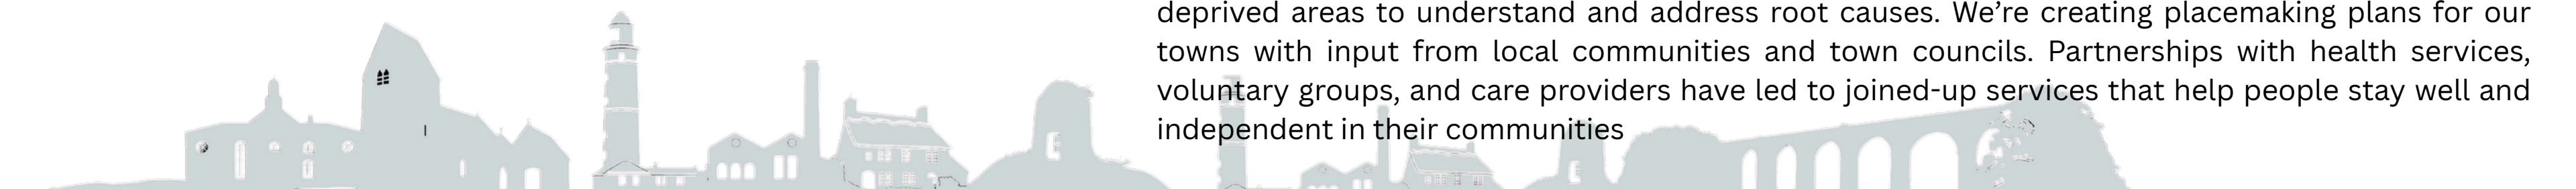 deprived areas to understand and address root causes. We’re creating placemaking plans for our
towns with input from local communities and town councils. Partnerships with health services,
voluntary groups, and care providers have led to joined-up services that help people stay well and
independent in their communities